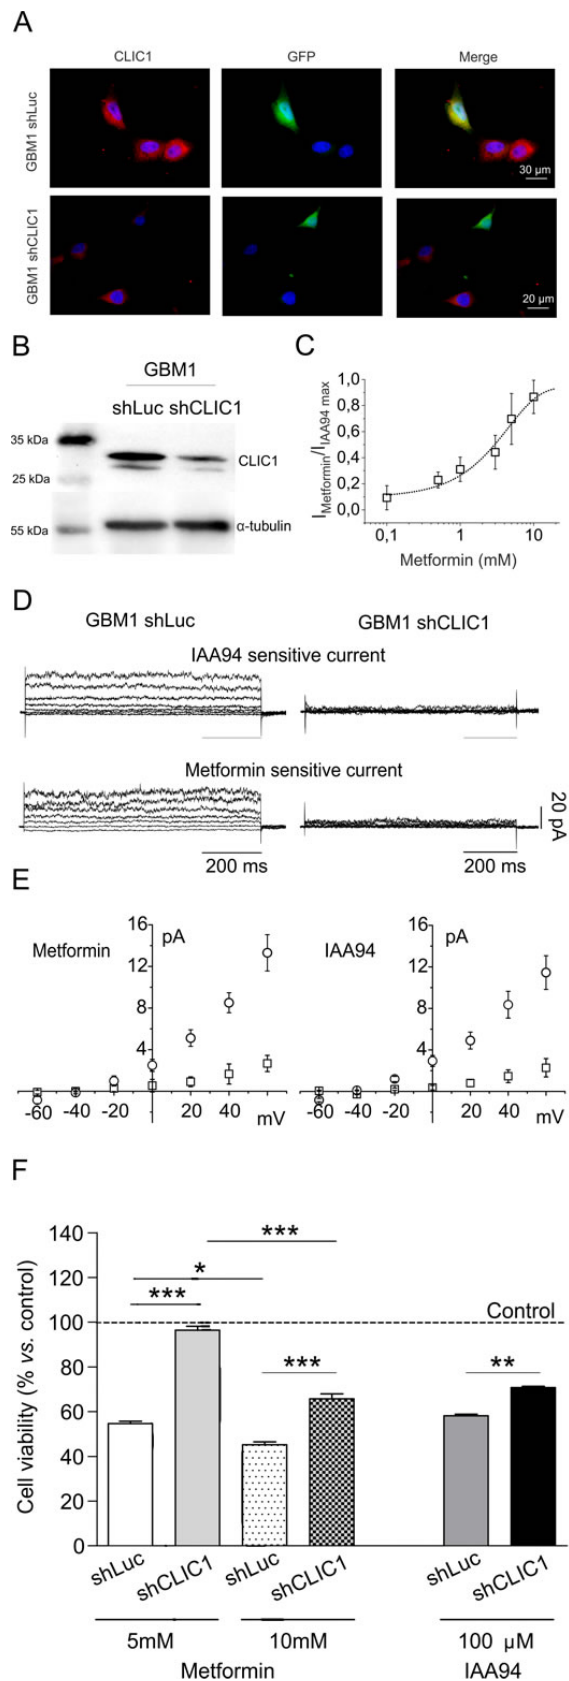 A
CLIC1 GFP Merge
GBM1 shLuc
30 µm
GBM1 shCLIC1
20 µm
B
GBM1
shLuc shCLIC1
35 kDa
CLIC1
25 kDa
55 kDa
α-tubulin
C
I Metformin/I IAA94 max
1,0
0,8
0,6
0,4
0,2
0,0
0,1 1 10
Metformin (mM)
D
GBM1 shLuc GBM1 shCLIC1
IAA94 sensitive current
Metformin sensitive current
20 pA
200 ms 200 ms
E
Metformin
pA
16
12
8
4
-60 -40 -20 0 20 40 mV
IAA94
pA
16
12
8
4
-60 -40 -20 0 20 40 mV
F
Cell viability (% vs. control)
140
120
100
80
60
40
20
0
***
*
***
Control
***
**
shLuc shCLIC1 shLuc shCLIC1 shLuc shCLIC1
5mM 10mM 100 µM
Metformin IAA94